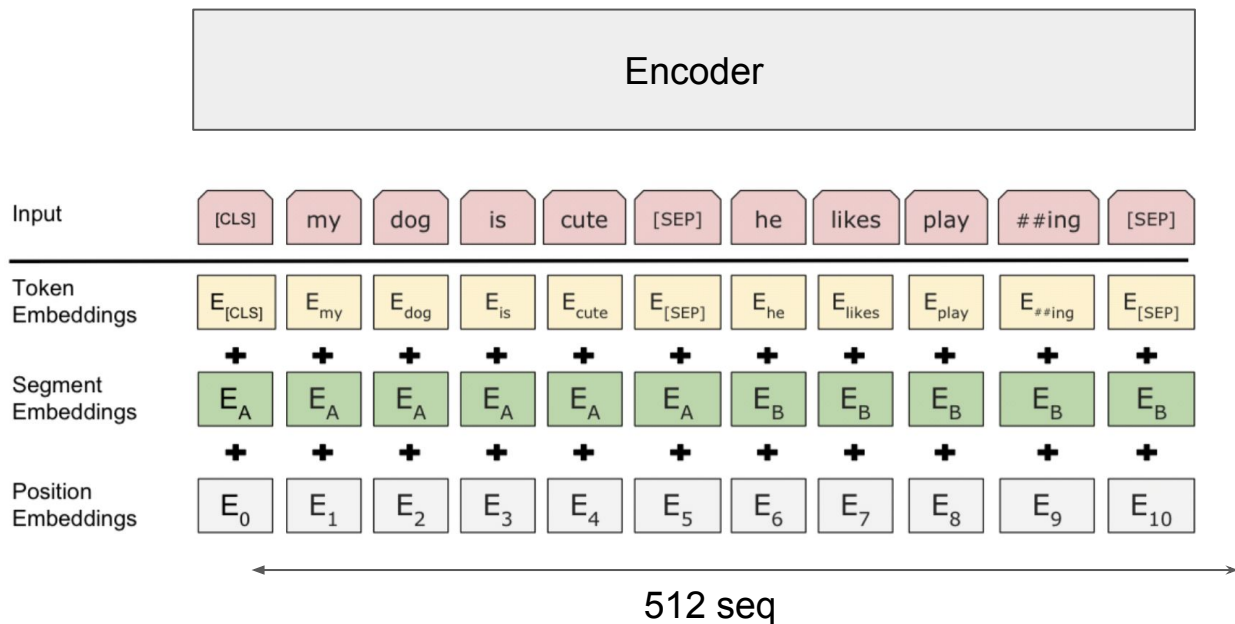 Encoder
Input [CLS] my dog is cute [SEP] he likes play ##ing [SEP]
Token
Embeddings
E[CLS] Emy Edog Eis Ecute E[SEP] Ehe Elikes Eplay E##ing E[SEP]
+ + + + + + + + + + +
Segment
Embeddings
EA EA EA EA EA EA EB EB EB EB EB
+ + + + + + + + + + +
Position
Embeddings
E0 E1 E2 E3 E4 E5 E6 E7 E8 E9 E10
512 seq